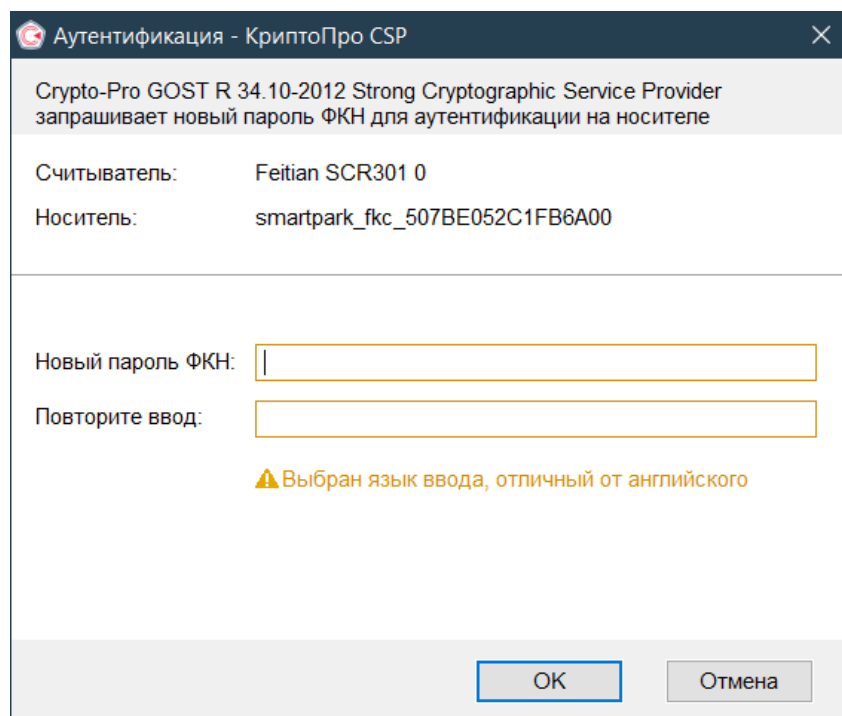 Аутентификация - КриптоПро CSP
Crypto-Pro GOST R 34.10-2012 Strong Cryptographic Service Provider
запрашивает новый пароль ФКН для аутентификации на носителе
Считыватель: Feitian SCR301 0
Носитель: smartpark_fkc_507BE052C1FB6A00
Новый пароль ФКН:
Повторите ввод:
Выбран язык ввода, отличный от английского
OK Отмена